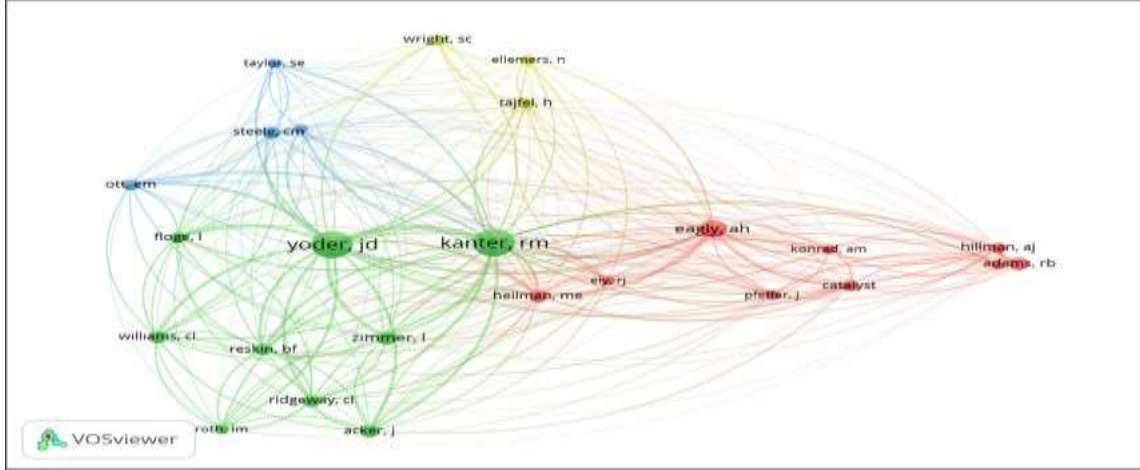 wright, sc
taylor, se
ellemers, n
tajfel, h
steele, cm
ott, em
floge, l
yoder, jd
kanter, rm
eagly, ah
konrad, am
hillman, aj
adams, rb
ely, rj
heilman, me
pfeffer, j
catalyst
williams, cl
reskin, bf
zimmer, l
ridgeway, cl
roth, lm
acker, j
VOSviewer